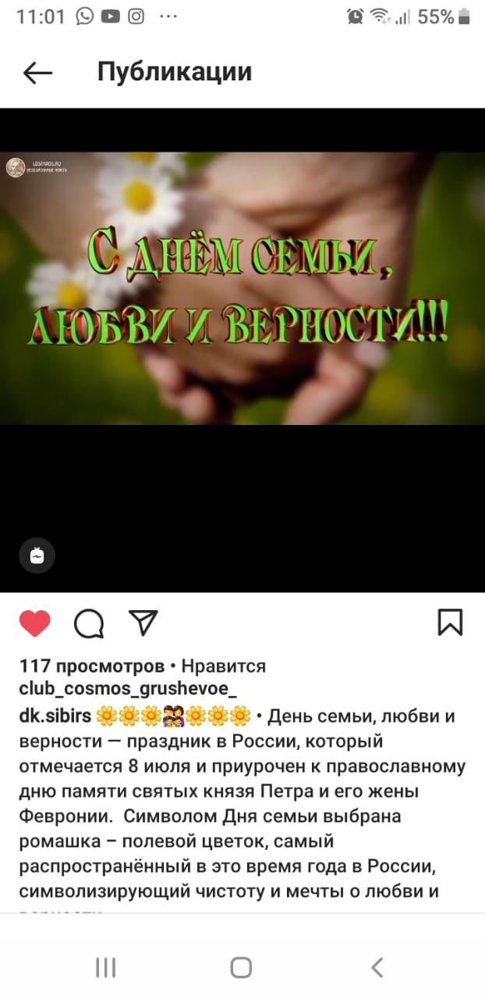 11:01 ... 55%
Публикации
LOSTHAOS.RU
С ДНЁМ СЕМЬИ,
ЛЮБВИ И ВЕРНОСТИ!!!
117 просмотров • Нравится
club_cosmos_grushevoe_
dk.sibirs 🌼🌼🌼👨‍👩‍👧‍👦🌼🌼🌼 • День семьи, любви и
верности — праздник в России, который
отмечается 8 июля и приурочен к православному
дню памяти святых князя Петра и его жены
Февронии. Символом Дня семьи выбрана
ромашка – полевой цветок, самый
распространённый в это время года в России,
символизирующий чистоту и мечты о любви и